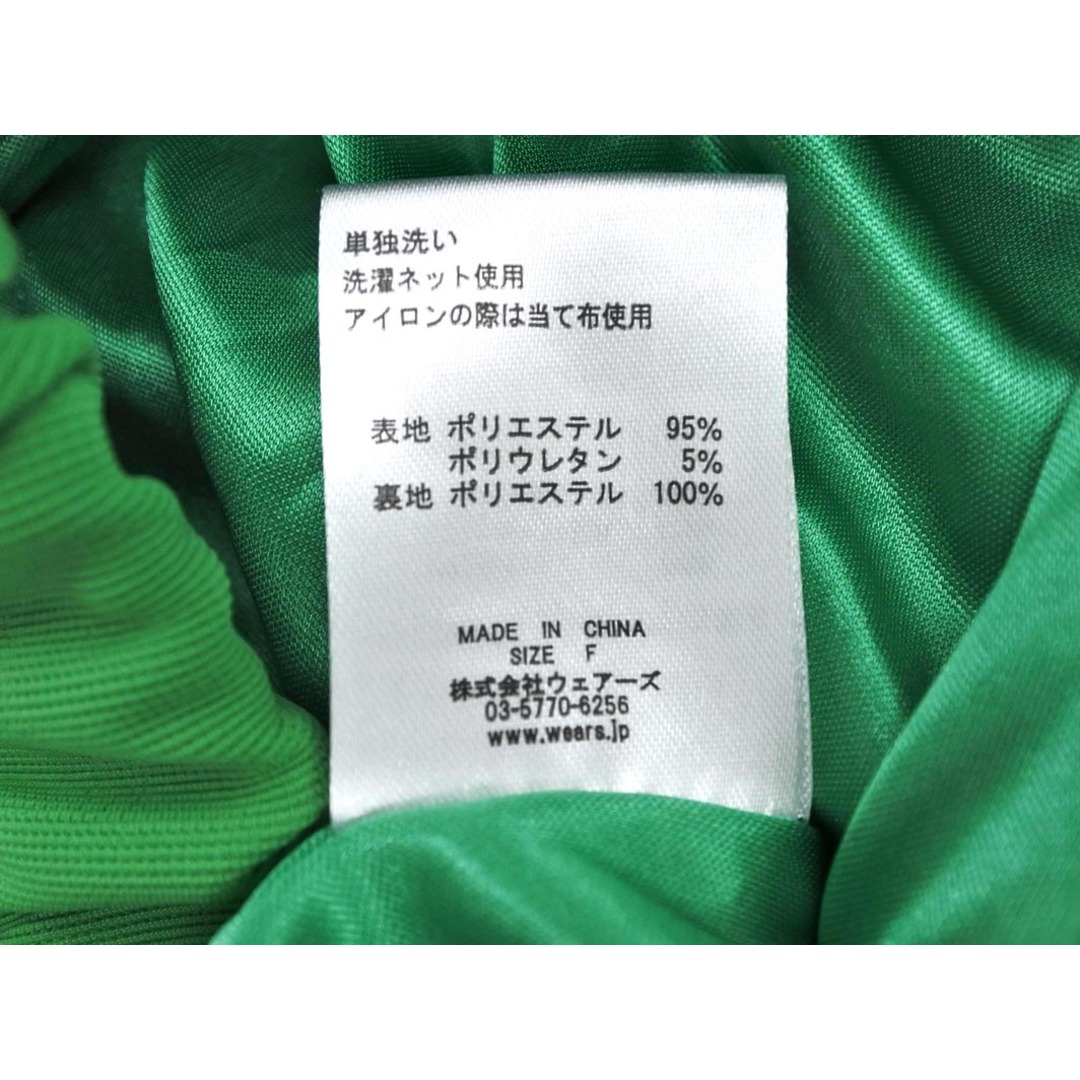 単独洗い
洗濯ネット使用
アイロンの際は当て布使用
表地 ポリエステル 95%
ポリウレタン 5%
裏地 ポリエステル 100%
MADE IN CHINA
SIZE F
株式会社ウェアーズ
03-5770-6256
www.wears.jp